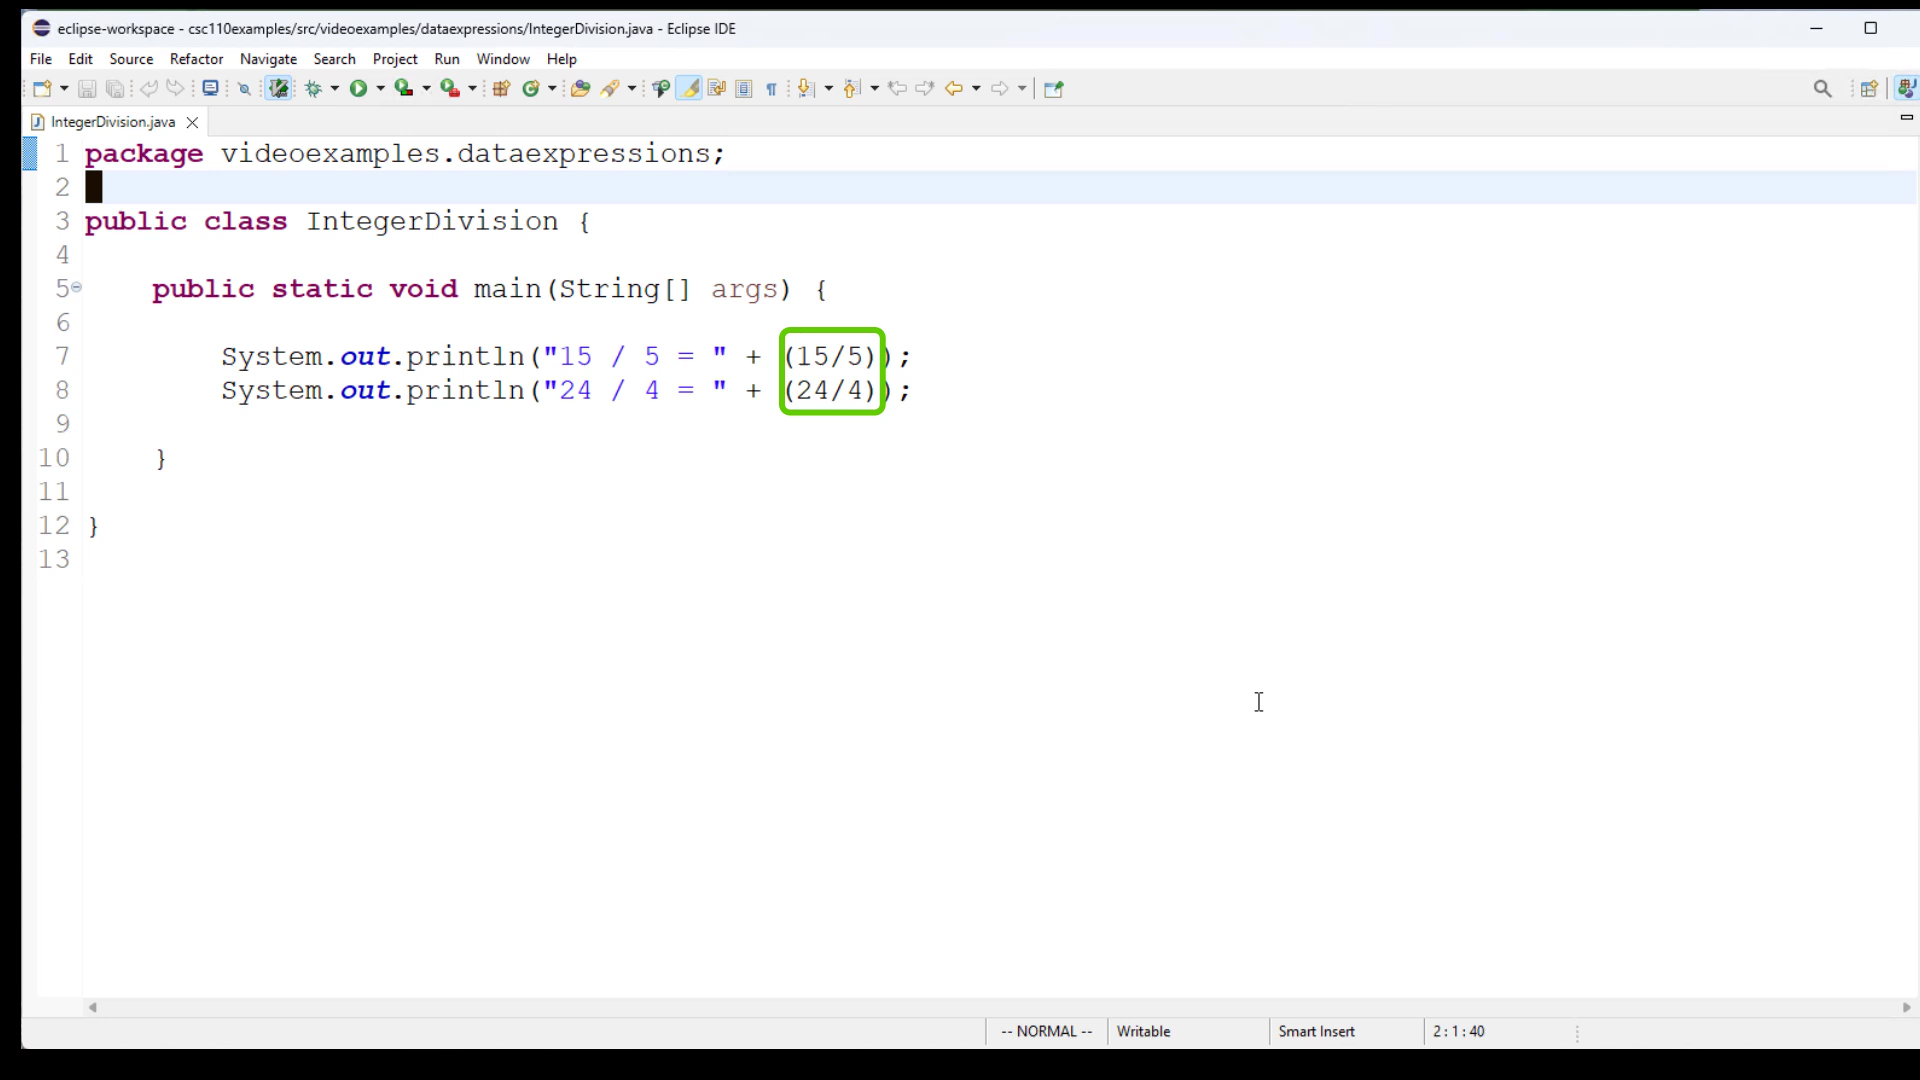 eclipse-workspace - csc110examples/src/videoexamples/dataexpressions/IntegerDivision.java - Eclipse IDE
File Edit Source Refactor Navigate Search Project Run Window Help
IntegerDivision.java
1 package videoexamples.dataexpressions;
2
3 public class IntegerDivision {
4
5 public static void main(String[] args) {
6
7 System.out.println("15 / 5 = " + (15/5));
8 System.out.println("24 / 4 = " + (24/4));
9
10 }
11
12 }
13
-- NORMAL -- Writable Smart Insert 2 : 1 : 40